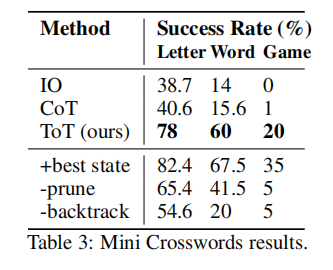 Method Success Rate (%)
Letter Word Game
IO 38.7 14 0
CoT 40.6 15.6 1
ToT (ours) 78 60 20
+best state 82.4 67.5 35
-prune 65.4 41.5 5
-backtrack 54.6 20 5
Table 3: Mini Crosswords results.